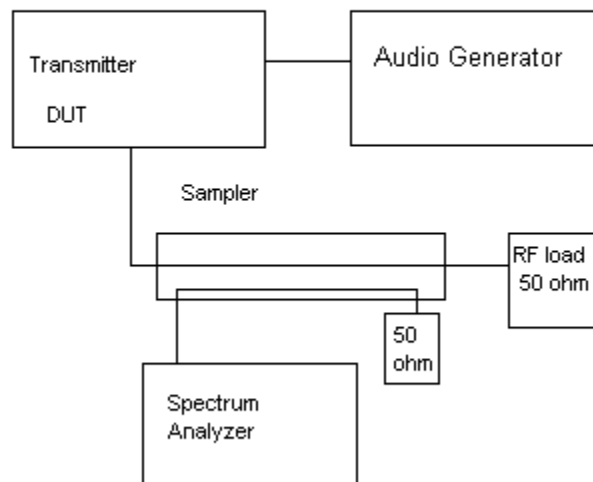 Transmitter
DUT
Audio Generator
Sampler
RF load
50 ohm
50
ohm
Spectrum
Analyzer